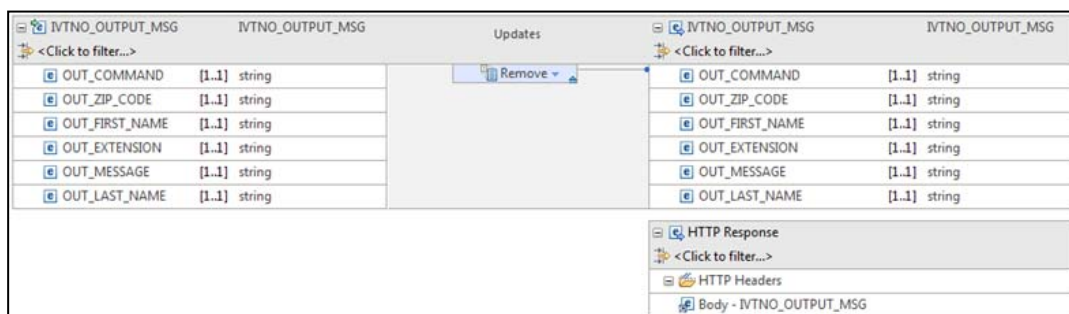 IVTNO_OUTPUT_MSG IVTNO_OUTPUT_MSG Updates IVTNO_OUTPUT_MSG IVTNO_OUTPUT_MSG
<Click to filter...> <Click to filter...>
OUT_COMMAND [1..1] string Remove OUT_COMMAND [1..1] string
OUT_ZIP_CODE [1..1] string OUT_ZIP_CODE [1..1] string
OUT_FIRST_NAME [1..1] string OUT_FIRST_NAME [1..1] string
OUT_EXTENSION [1..1] string OUT_EXTENSION [1..1] string
OUT_MESSAGE [1..1] string OUT_MESSAGE [1..1] string
OUT_LAST_NAME [1..1] string OUT_LAST_NAME [1..1] string
HTTP Response
<Click to filter...>
HTTP Headers
Body - IVTNO_OUTPUT_MSG